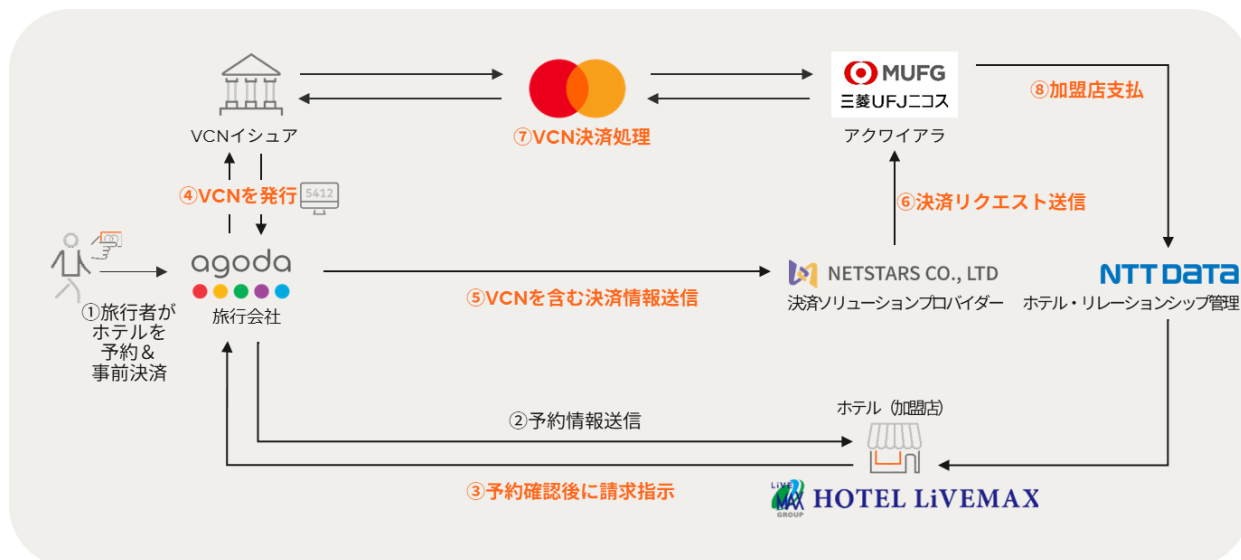 MUFG
三菱UFJニコス
⑧加盟店支払
VCNイシュア
⑦VCN決済処理
アクワイアラ
④VCNを発行
5412
⑥決済リクエスト送信
agoda
NETSTARS CO., LTD
NTT DATA
⑤VCNを含む決済情報送信
決済ソリューションプロバイダー
ホテル・リレーションシップ管理
①旅行者が
ホテルを
予約＆
事前決済
旅行会社
ホテル（加盟店）
②予約情報送信
③予約確認後に請求指示
LiVE
MAX
GROUP
HOTEL LiVEMAX